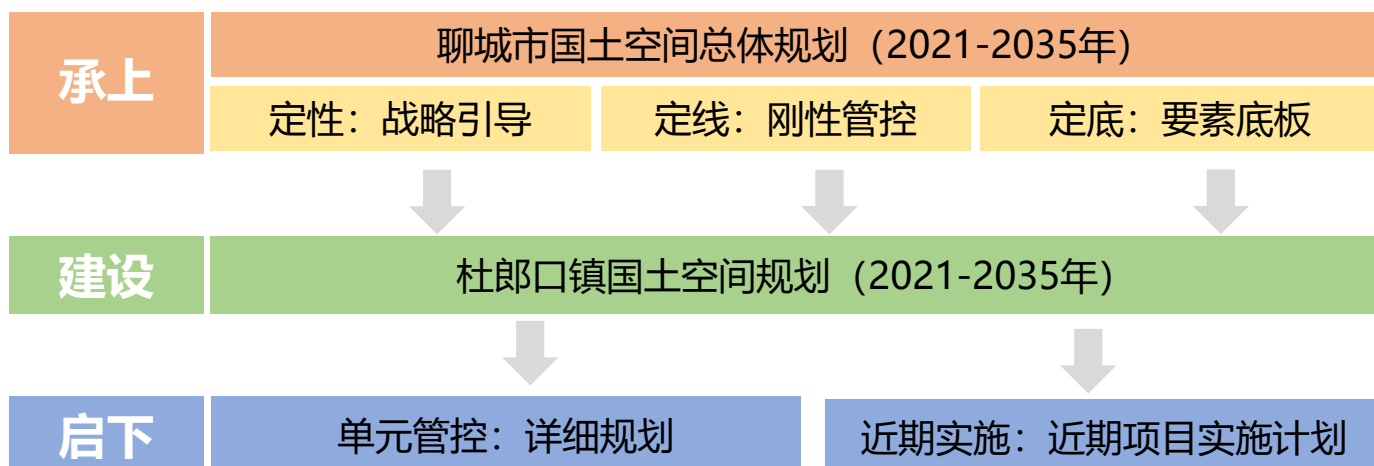 承上
聊城市国土空间总体规划（2021-2035年）
定性：战略引导
定线：刚性管控
定底：要素底板
建设
杜郎口镇国土空间规划（2021-2035年）
启下
单元管控：详细规划
近期实施：近期项目实施计划